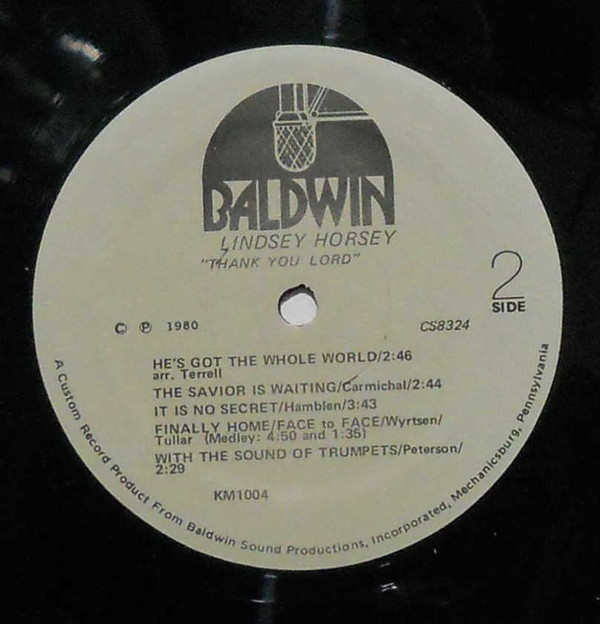 BALDWIN
LINDSEY HORSEY
"THANK YOU LORD"
2
SIDE
© ℗ 1980
CS8324
HE'S GOT THE WHOLE WORLD/2:46
arr. Terrell
THE SAVIOR IS WAITING/Carmichal/2:44
IT IS NO SECRET/Hamblen/3:43
FINALLY HOME/FACE to FACE/Wyrtsen/
Tullar (Medley: 4:50 and 1:35)
WITH THE SOUND OF TRUMPETS/Peterson/
2:29
KM1004
A Custom Record Product From Baldwin Sound Productions, Incorporated, Mechanicsburg, Pennsylvania